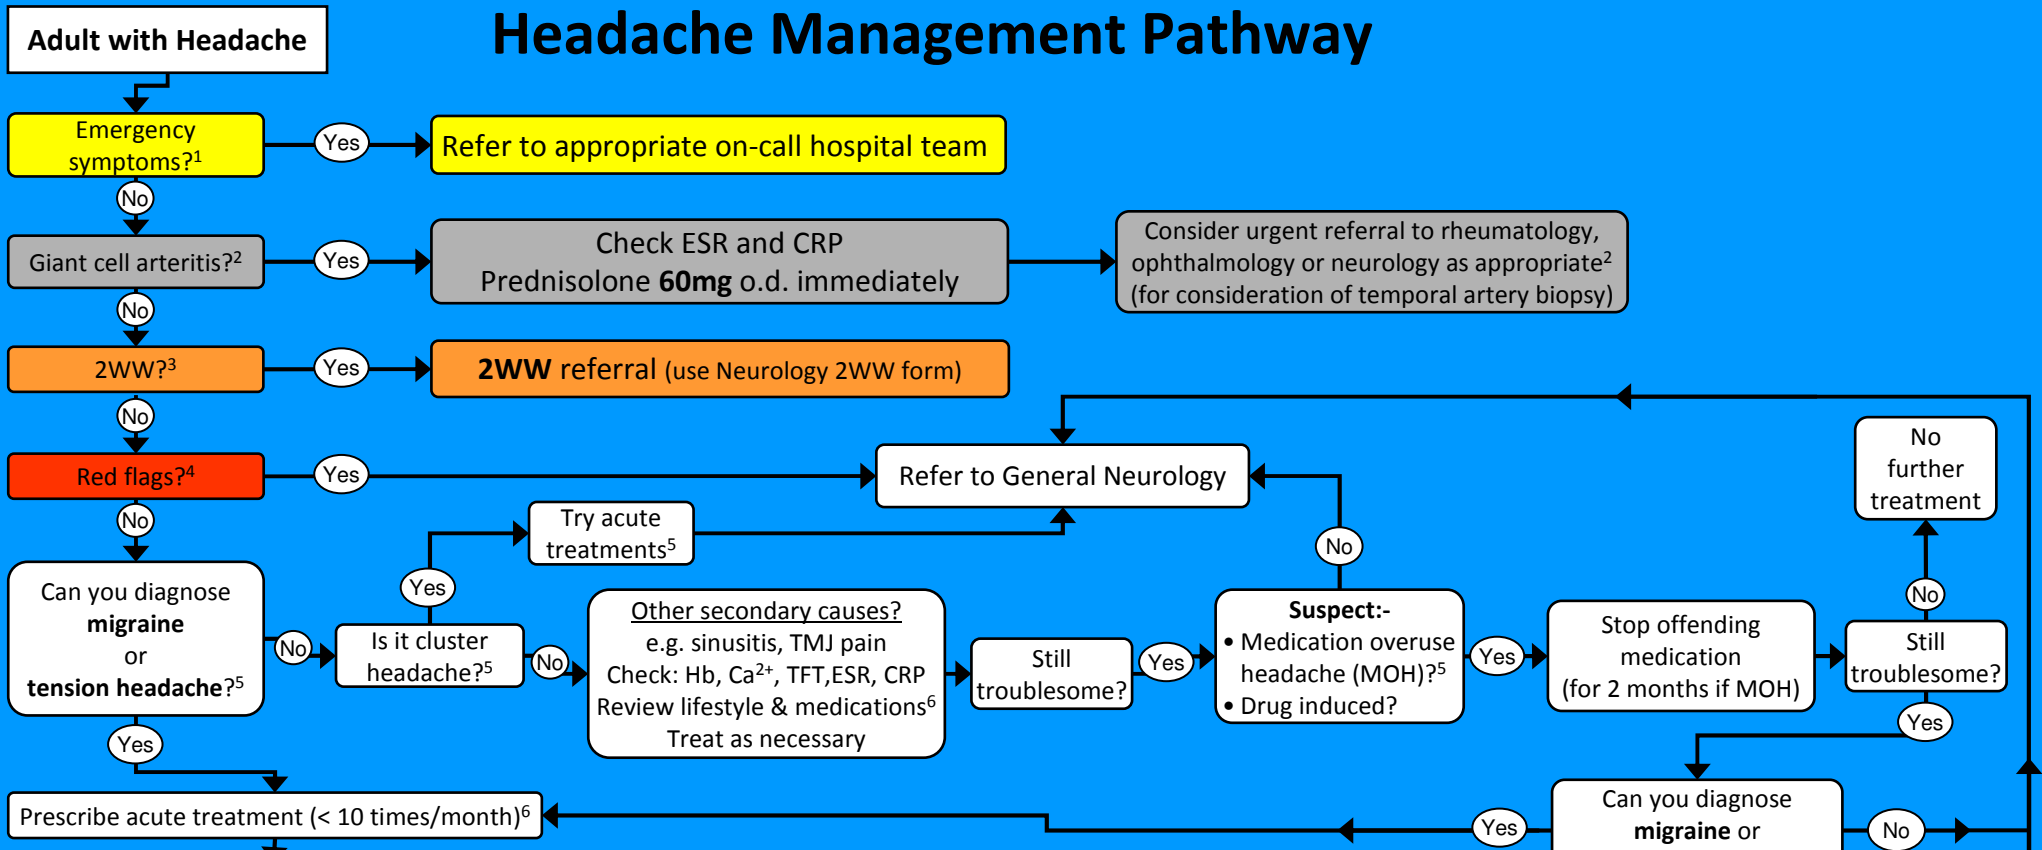 Headache Management Pathway
Adult with Headache
Emergency
symptoms?¹
Yes
Refer to appropriate on-call hospital team
No
Giant cell arteritis?²
Yes
Check ESR and CRP
Prednisolone 60mg o.d. immediately
Consider urgent referral to rheumatology,
ophthalmology or neurology as appropriate²
(for consideration of temporal artery biopsy)
No
2WW?³
Yes
2WW referral (use Neurology 2WW form)
No
Red flags?⁴
Yes
Refer to General Neurology
No
Can you diagnose
migraine
or
tension headache?⁵
No
Is it cluster
headache?⁵
Yes
Try acute
treatments⁵
No
Other secondary causes?
e.g. sinusitis, TMJ pain
Check: Hb, Ca²⁺, TFT,ESR, CRP
Review lifestyle & medications⁶
Treat as necessary
Still
troublesome?
Yes
Suspect:-
• Medication overuse
headache (MOH)?⁵
• Drug induced?
No
Yes
Stop offending
medication
(for 2 months if MOH)
Still
troublesome?
No
No
further
treatment
Yes
Can you diagnose
migraine or
No
Yes
Yes
Prescribe acute treatment (< 10 times/month)⁶